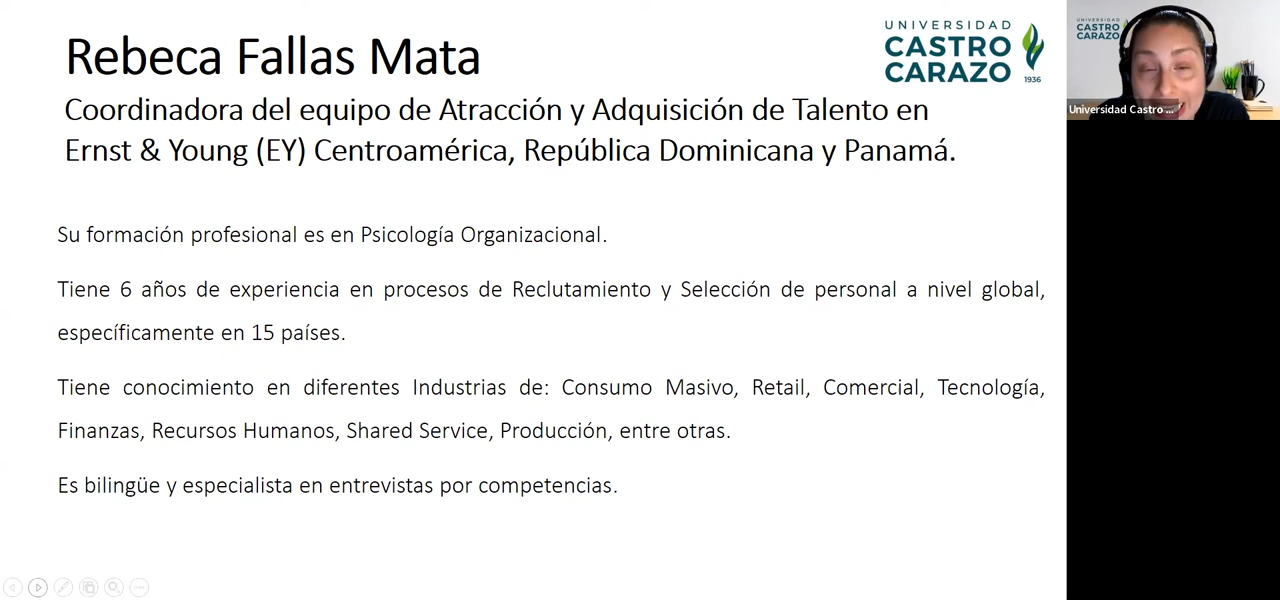 Rebeca Fallas Mata
UNIVERSIDAD
CASTRO
CARAZO
1936
Coordinadora del equipo de Atracción y Adquisición de Talento en
Ernst & Young (EY) Centroamérica, República Dominicana y Panamá.
Su formación profesional es en Psicología Organizacional.
Tiene 6 años de experiencia en procesos de Reclutamiento y Selección de personal a nivel global,
específicamente en 15 países.
Tiene conocimiento en diferentes Industrias de: Consumo Masivo, Retail, Comercial, Tecnología,
Finanzas, Recursos Humanos, Shared Service, Producción, entre otras.
Es bilingüe y especialista en entrevistas por competencias.
UNIVERSIDAD
CASTRO
CARAZO
Universidad Castro ...